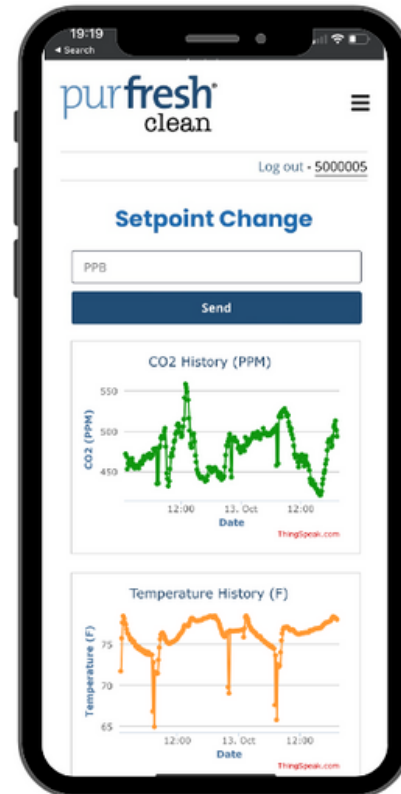 19:19
◂ Search
purfresh®
clean
Log out - 5000005
Setpoint Change
PPB
Send
CO2 History (PPM)
550
500
450
CO2 (PPM)
12:00 13. Oct 12:00
Date
ThingSpeak.com
Temperature History (F)
75
70
65
Temperature (F)
12:00 13. Oct 12:00
Date
ThingSpeak.com